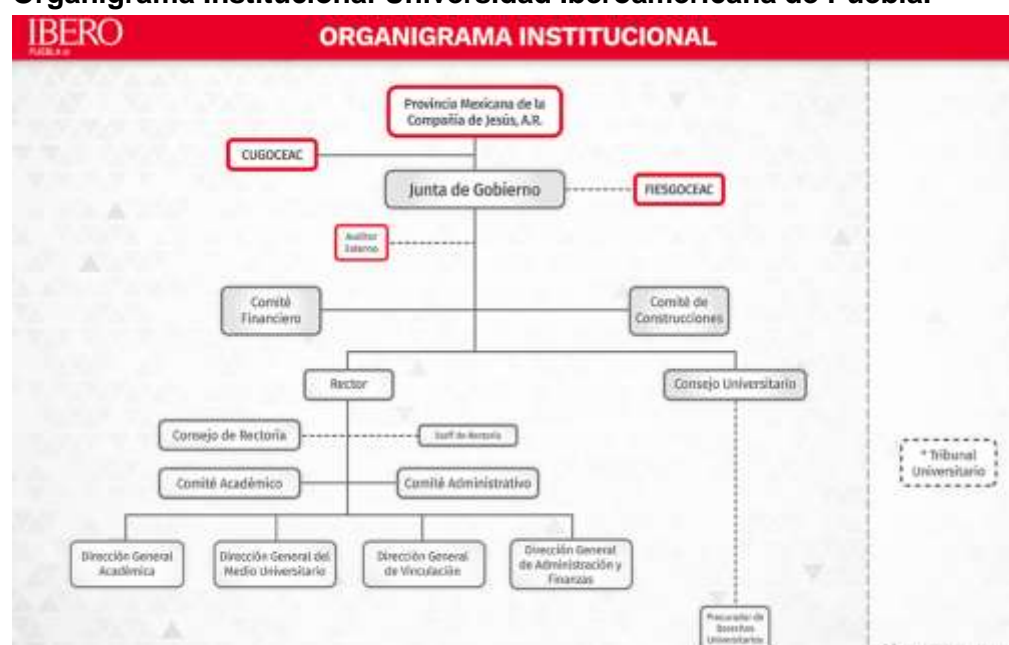 Organigrama Institucional Universidad Iberoamericana de Puebla.
IBERO
PUEBLA
ORGANIGRAMA INSTITUCIONAL
Provincia Mexicana de la
Compañía de Jesús, A.R.
CUGOCEAC
Junta de Gobierno
FIESGOCEAC
Auditor
Externo
Comité
Financiero
Comité de
Construcciones
Rector
Consejo Universitario
Consejo de Rectoría
Staff de Rectoría
* Tribunal
Universitario
Comité Académico
Comité Administrativo
Dirección General
Académica
Dirección General del
Medio Universitario
Dirección General
de Vinculación
Dirección General
de Administración y
Finanzas
Procurador de
Derechos
Universitarios